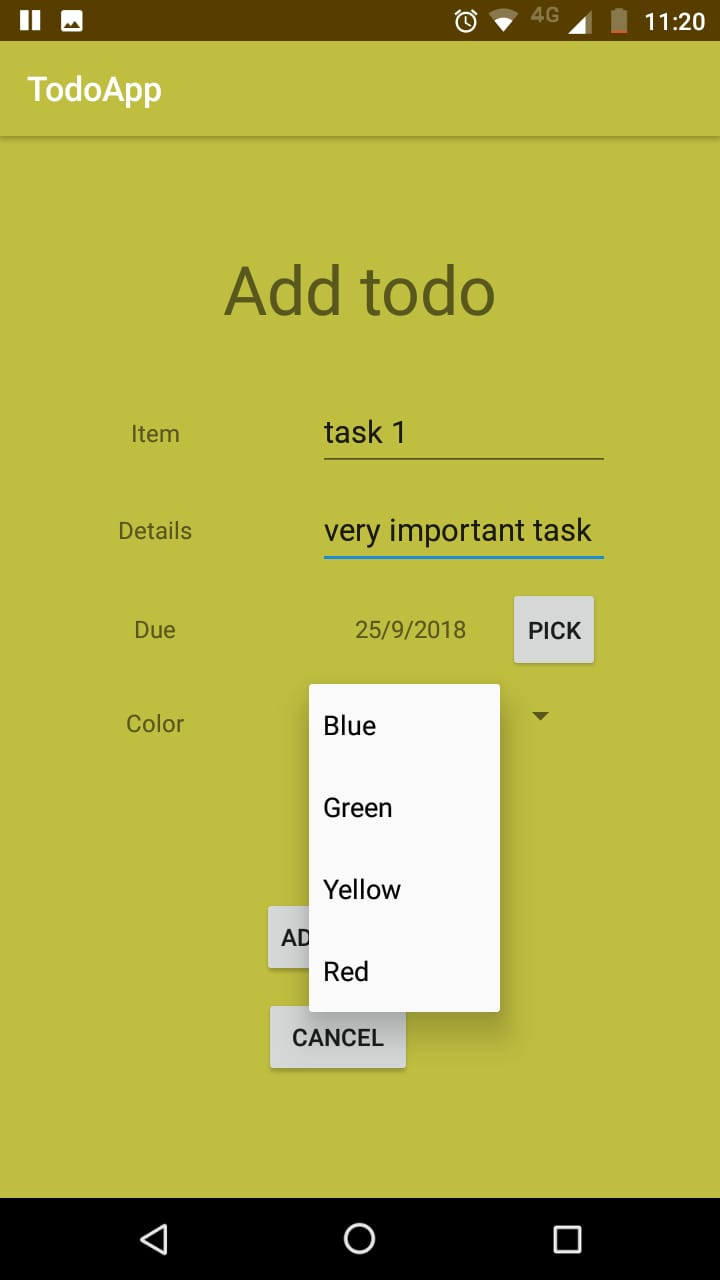 4G 11:20
TodoApp
Add todo
Item task 1
Details very important task
Due 25/9/2018 PICK
Color
Blue
Green
Yellow
Red
CANCEL